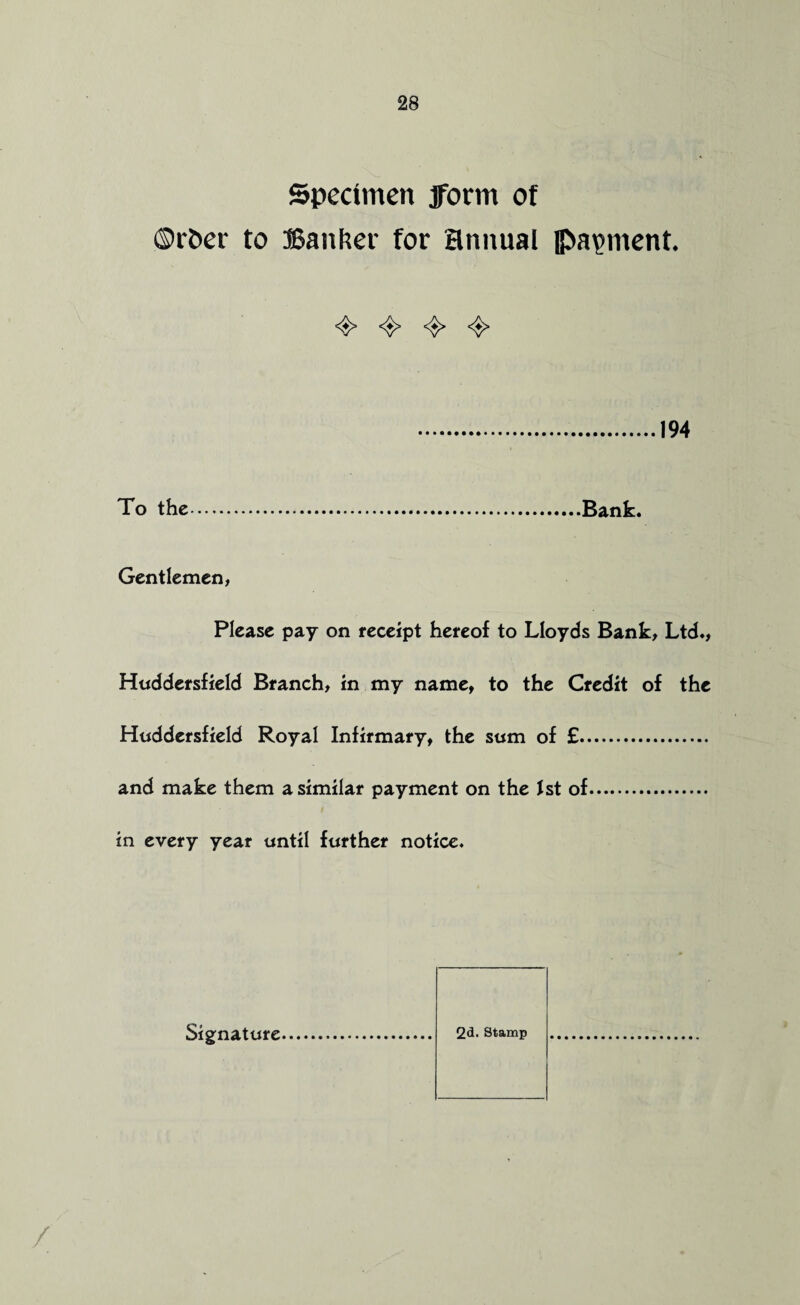 28
Specimen Form of
Order to Banker for Annual Payment.
..........................................194
To the......................................................................Bank.
Gentlemen,
Please pay on receipt hereof to Lloyds Bank, Ltd.,
Huddersfield Branch, in my name, to the Credit of the
Huddersfield Royal Infirmary, the sum of £......................
and make them a similar payment on the 1st of.....................
in every year until further notice.
Signature........................... 2d. Stamp ...........................